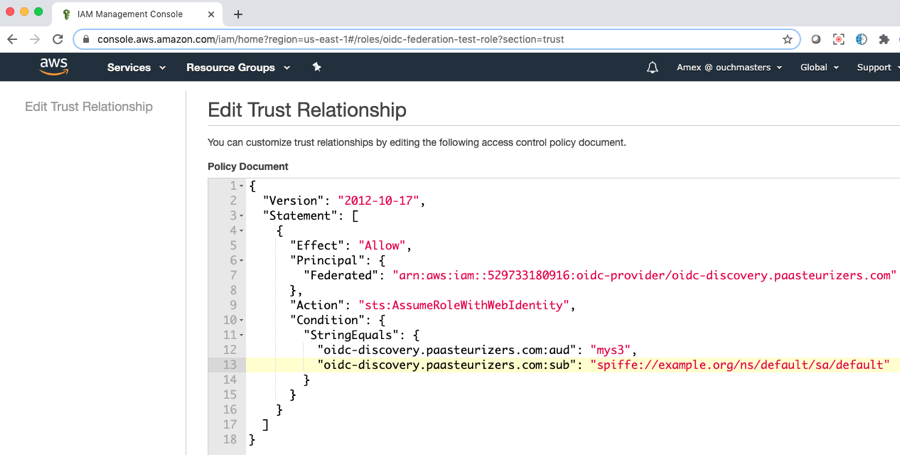 IAM Management Console
console.aws.amazon.com/iam/home?region=us-east-1#/roles/oidc-federation-test-role?section=trust
aws Services Resource Groups Amex @ ouchmasters Global Support
Edit Trust Relationship
Edit Trust Relationship
You can customize trust relationships by editing the following access control policy document.
Policy Document
1 {
2 "Version": "2012-10-17",
3 "Statement": [
4 {
5 "Effect": "Allow",
6 "Principal": {
7 "Federated": "arn:aws:iam::529733180916:oidc-provider/oidc-discovery.paasteurizers.com"
8 },
9 "Action": "sts:AssumeRoleWithWebIdentity",
10 "Condition": {
11 "StringEquals": {
12 "oidc-discovery.paasteurizers.com:aud": "mys3",
13 "oidc-discovery.paasteurizers.com:sub": "spiffe://example.org/ns/default/sa/default"
14 }
15 }
16 }
17 ]
18 }